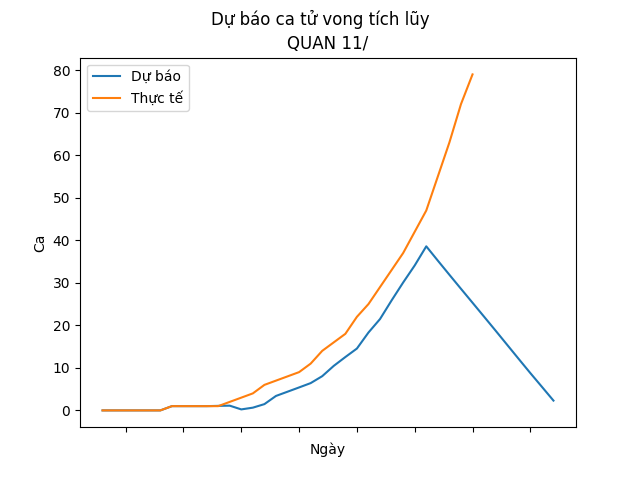 Dự báo ca tử vong tích lũy
QUAN 11/
Dự báo
Thực tế
80
70
60
50
40
30
20
10
0
Ca
Ngày